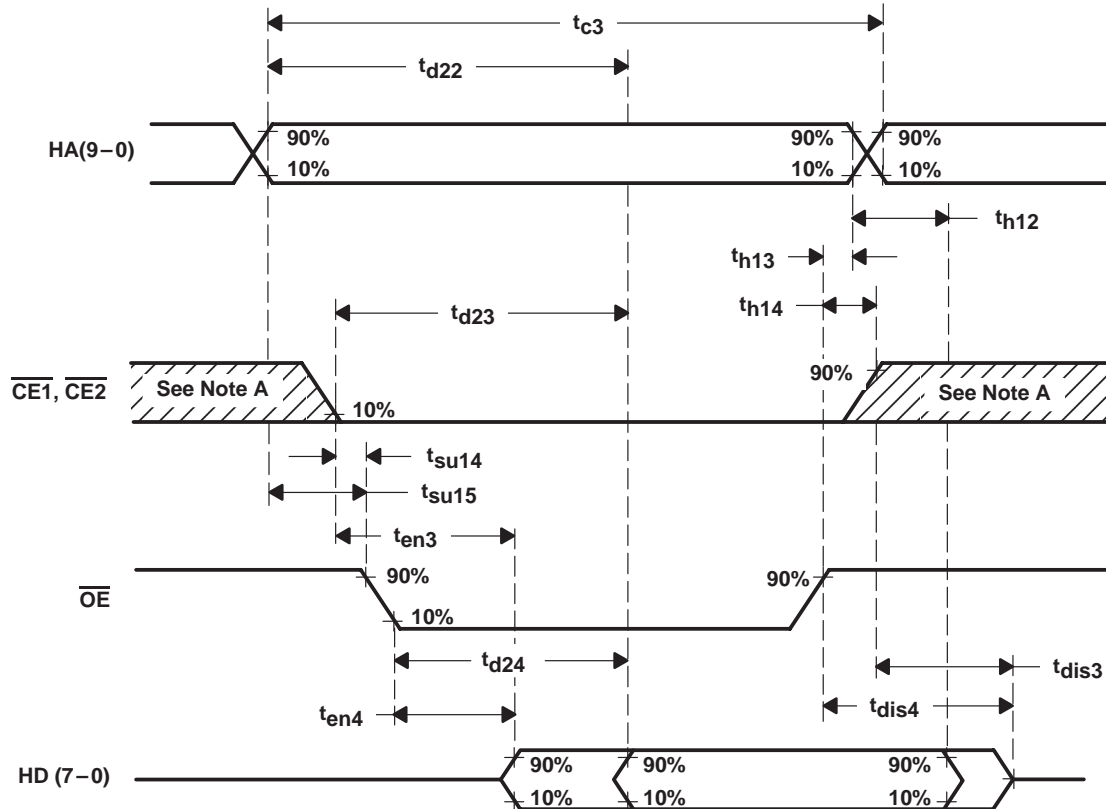 tc3
td22
HA(9−0)
90% 90% 90%
10% 10% 10%
th12
th13
th14
td23
CE1, CE2
See Note A
10%
90%
See Note A
tsu14
tsu15
ten3
OE
90%
10%
90%
td24
tdis3
ten4
tdis4
HD (7−0)
90% 90% 90%
10% 10% 10%